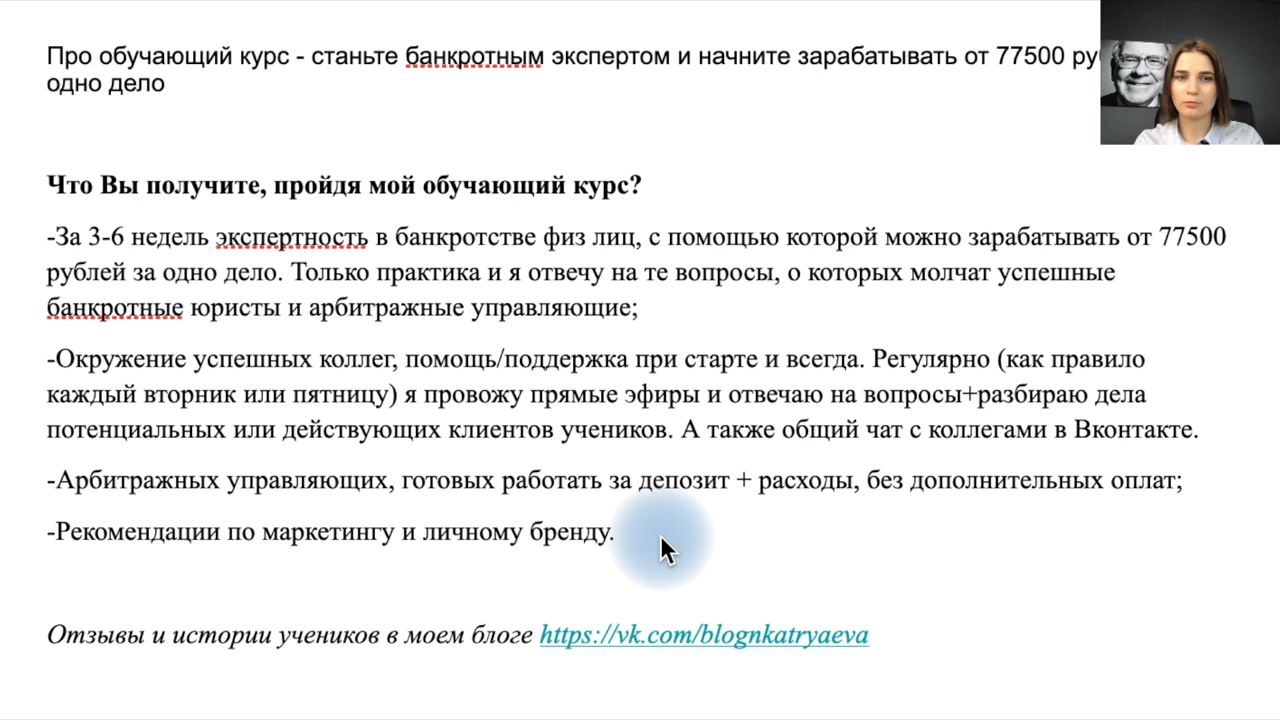 Про обучающий курс - станьте банкротным экспертом и начните зарабатывать от 77500
одно дело
Что Вы получите, пройдя мой обучающий курс?
-За 3-6 недель экспертность в банкротстве физ лиц, с помощью которой можно зарабатывать от 77500
рублей за одно дело. Только практика и я отвечу на те вопросы, о которых молчат успешные
банкротные юристы и арбитражные управляющие;
-Окружение успешных коллег, помощь/поддержка при старте и всегда. Регулярно (как правило
каждый вторник или пятницу) я провожу прямые эфиры и отвечаю на вопросы+разбираю дела
потенциальных или действующих клиентов учеников. А также общий чат с коллегами в Вконтакте.
-Арбитражных управляющих, готовых работать за депозит + расходы, без дополнительных оплат;
-Рекомендации по маркетингу и личному бренду.
Отзывы и истории учеников в моем блоге https://vk.com/blognkatryaeva